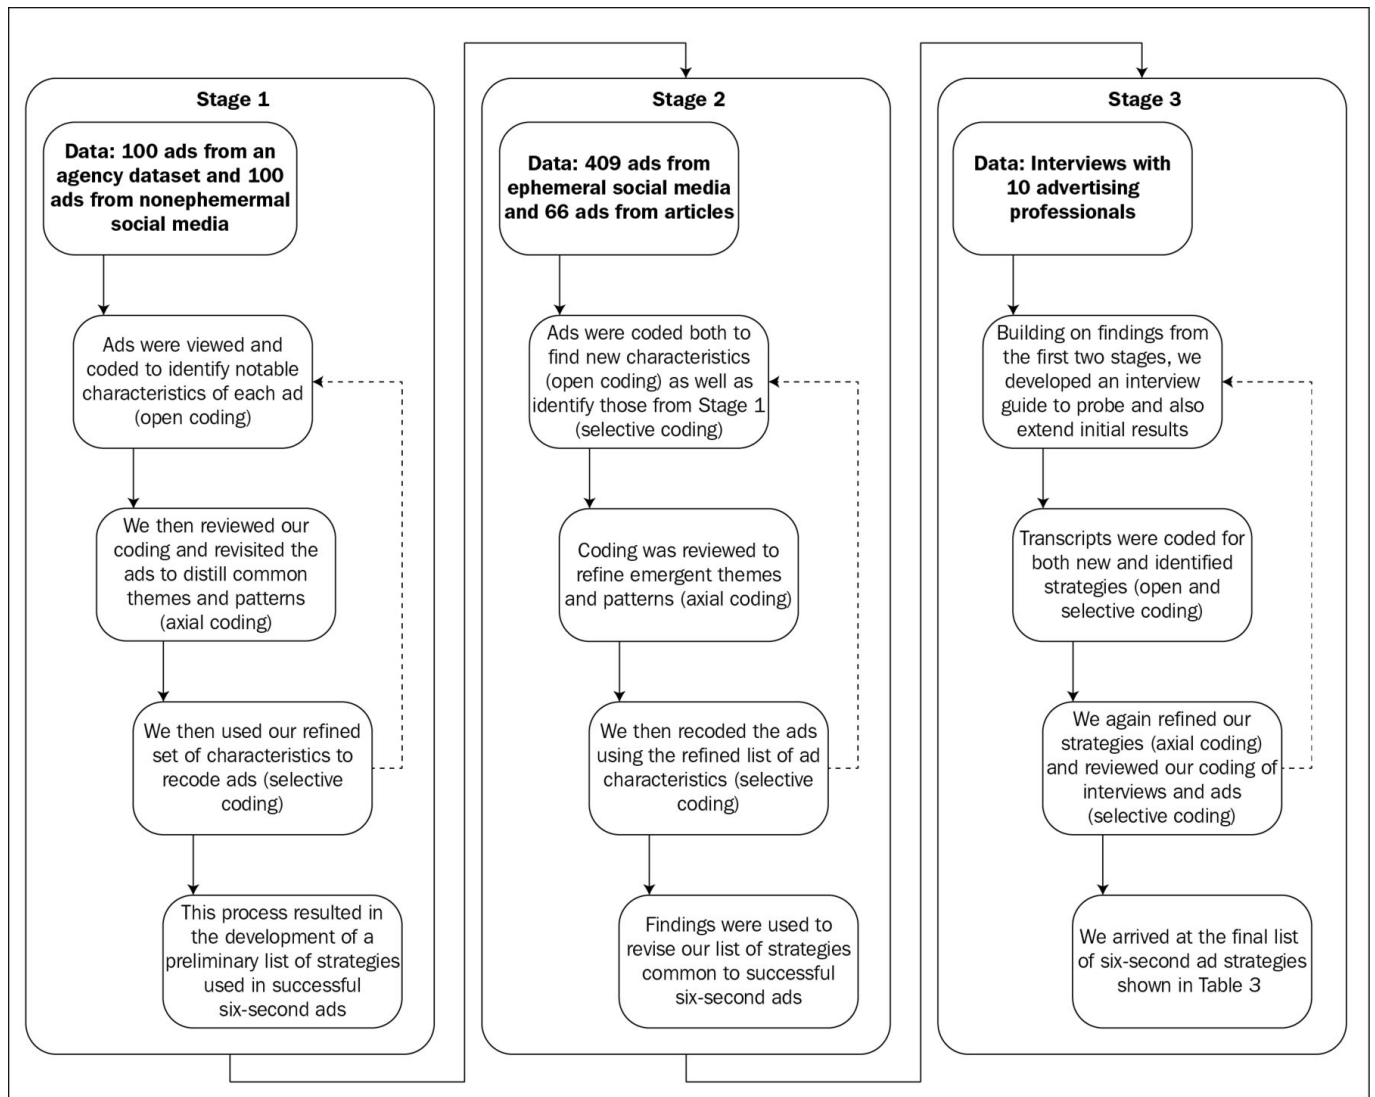 Stage 1
Data: 100 ads from an
agency dataset and 100
ads from nonephemermal
social media
Ads were viewed and
coded to identify notable
characteristics of each ad
(open coding)
We then reviewed our
coding and revisited the
ads to distill common
themes and patterns
(axial coding)
We then used our refined
set of characteristics to
recode ads (selective
coding)
This process resulted in
the development of a
preliminary list of strategies
used in successful
six-second ads
Stage 2
Data: 409 ads from
ephemeral social media
and 66 ads from articles
Ads were coded both to
find new characteristics
(open coding) as well as
identify those from Stage 1
(selective coding)
Coding was reviewed to
refine emergent themes
and patterns (axial coding)
We then recoded the ads
using the refined list of ad
characteristics (selective
coding)
Findings were used to
revise our list of strategies
common to successful
six-second ads
Stage 3
Data: Interviews with
10 advertising
professionals
Building on findings from
the first two stages, we
developed an interview
guide to probe and also
extend initial results
Transcripts were coded for
both new and identified
strategies (open and
selective coding)
We again refined our
strategies (axial coding)
and reviewed our coding of
interviews and ads
(selective coding)
We arrived at the final list
of six-second ad strategies
shown in Table 3